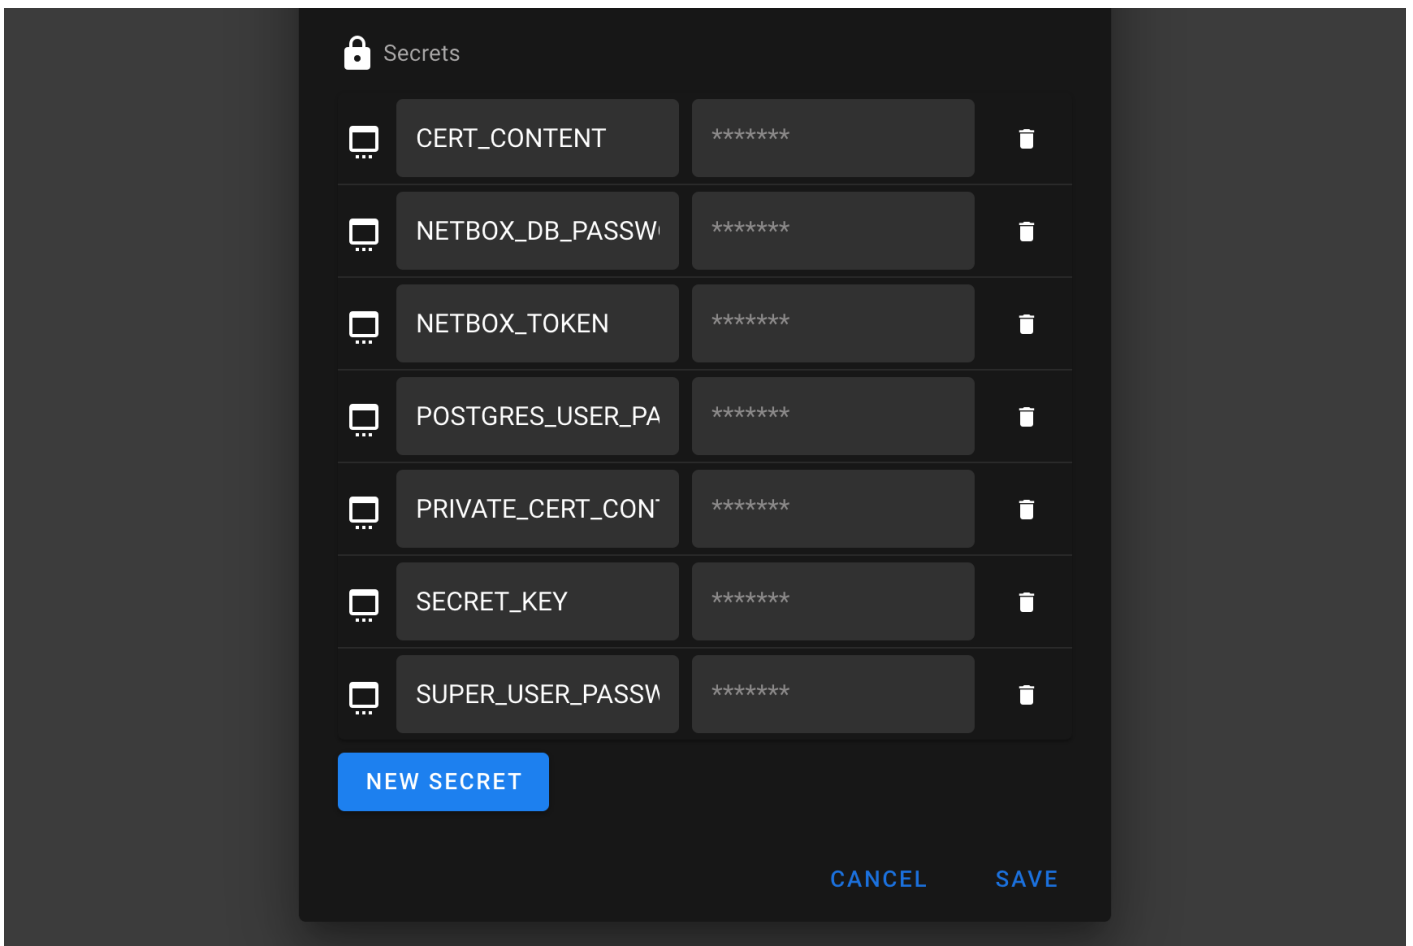 Secrets
CERT_CONTENT *******
NETBOX_DB_PASSW *******
NETBOX_TOKEN *******
POSTGRES_USER_PA *******
PRIVATE_CERT_CON *******
SECRET_KEY *******
SUPER_USER_PASSW *******
NEW SECRET
CANCEL SAVE